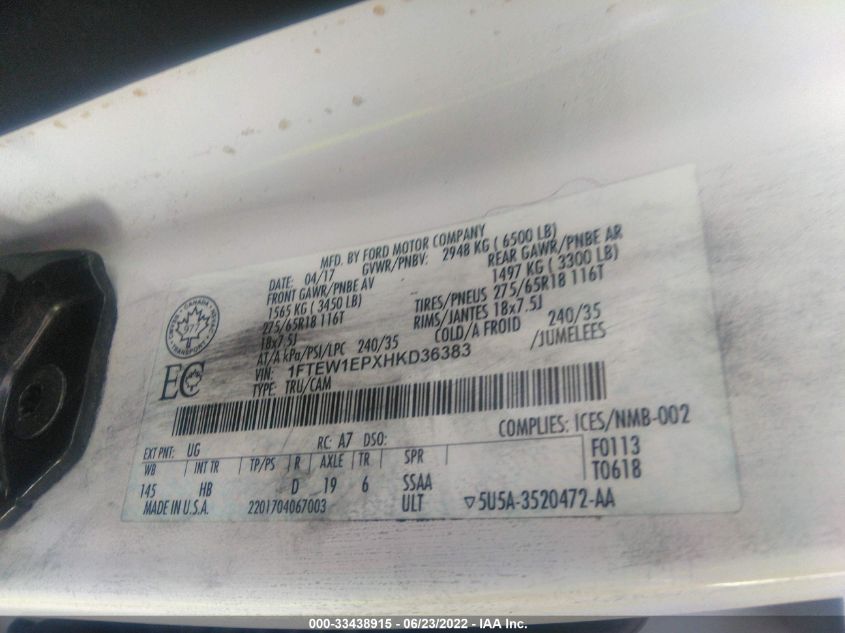 MFD. BY FORD MOTOR COMPANY
DATE: 04/17 GVWR/PNBV: 2948 KG ( 6500 LB)
FRONT GAWR/PNBE AV REAR GAWR/PNBE AR
1565 KG ( 3450 LB) 1497 KG ( 3300 LB)
275/65R18 116T TIRES/PNEUS 275/65R18 116T
18x7.5J RIMS/JANTES 18x7.5J
AT/A kPa/PSI/LPC 240/35 COLD/A FROID 240/35
VIN: 1FTEW1EPXHKD36383 /JUMELEES
TYPE: TRU/CAM
CANADA
977
TRANSPORT
EC
COMPLIES: ICES/NMB-002
EXT PNT: UG RC: A7 DSO: F0113
WB INT TR TP/PS R AXLE TR SPR T0618
145 HB D 19 6 SSAA
MADE IN U.S.A. 2201704067003 ULT ▽5U5A-3520472-AA
000-33438915 - 06/23/2022 - IAA Inc.